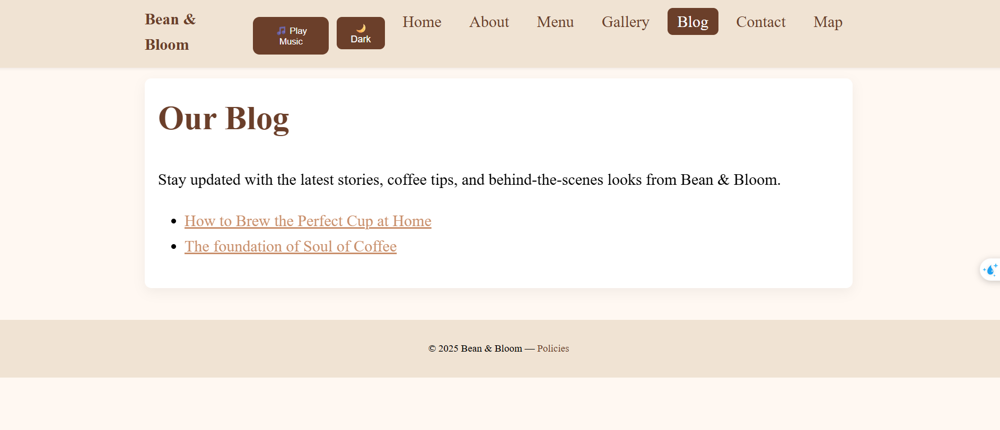 Bean &
Bloom
🎵 Play
Music
🌙
Dark
Home About Menu Gallery Blog Contact Map
Our Blog
Stay updated with the latest stories, coffee tips, and behind-the-scenes looks from Bean & Bloom.
• How to Brew the Perfect Cup at Home
• The foundation of Soul of Coffee
© 2025 Bean & Bloom — Policies